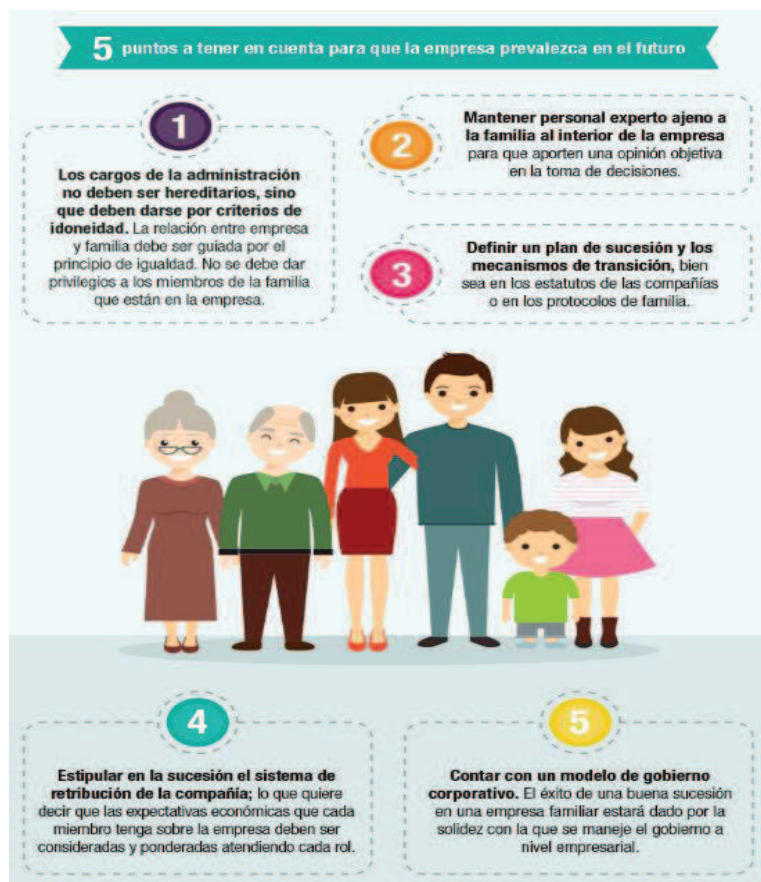 5 puntos a tener en cuenta para que la empresa prevalezca en el futuro
1
Los cargos de la administración
no deben ser hereditarios, sino
que deben darse por criterios de
idoneidad. La relación entre empresa
y familia debe ser guiada por el
principio de igualdad. No se debe dar
privilegios a los miembros de la familia
que están en la empresa.
2
Mantener personal experto ajeno a
la familia al interior de la empresa
para que aporten una opinión objetiva
en la toma de decisiones.
3
Definir un plan de sucesión y los
mecanismos de transición, bien
sea en los estatutos de las compañías
o en los protocolos de familia.
4
Estipular en la sucesión el sistema de
retribución de la compañía; lo que quiere
decir que las expectativas económicas que cada
miembro tenga sobre la empresa deben ser
consideradas y ponderadas atendiendo cada rol.
5
Contar con un modelo de gobierno
corporativo. El éxito de una buena sucesión
en una empresa familiar estará dado por la
solidez con la que se maneje el gobierno a
nivel empresarial.